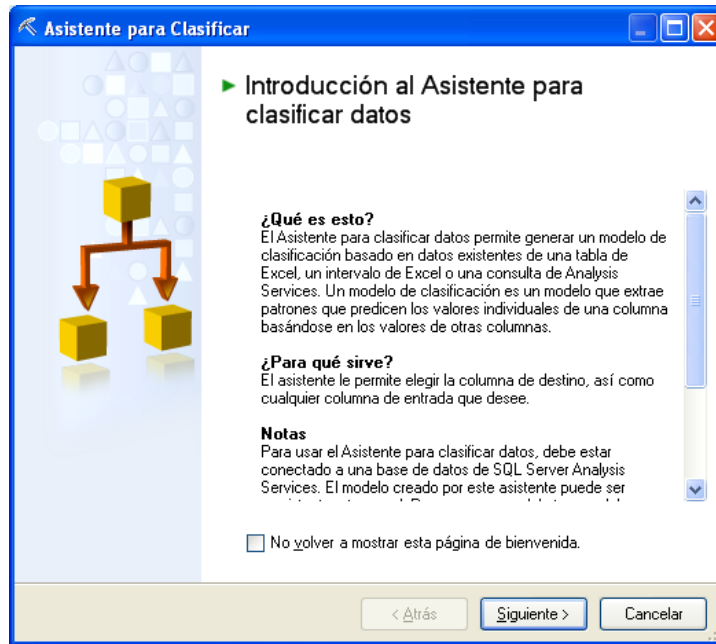 Asistente para Clasificar
Introducción al Asistente para
clasificar datos
¿Qué es esto?
El Asistente para clasificar datos permite generar un modelo de
clasificación basado en datos existentes de una tabla de
Excel, un intervalo de Excel o una consulta de Analysis
Services. Un modelo de clasificación es un modelo que extrae
patrones que predicen los valores individuales de una columna
basándose en los valores de otras columnas.
¿Para qué sirve?
El asistente le permite elegir la columna de destino, así como
cualquier columna de entrada que desee.
Notas
Para usar el Asistente para clasificar datos, debe estar
conectado a una base de datos de SQL Server Analysis
Services. El modelo creado por este asistente puede ser
No volver a mostrar esta página de bienvenida.
< Atrás
Siguiente >
Cancelar